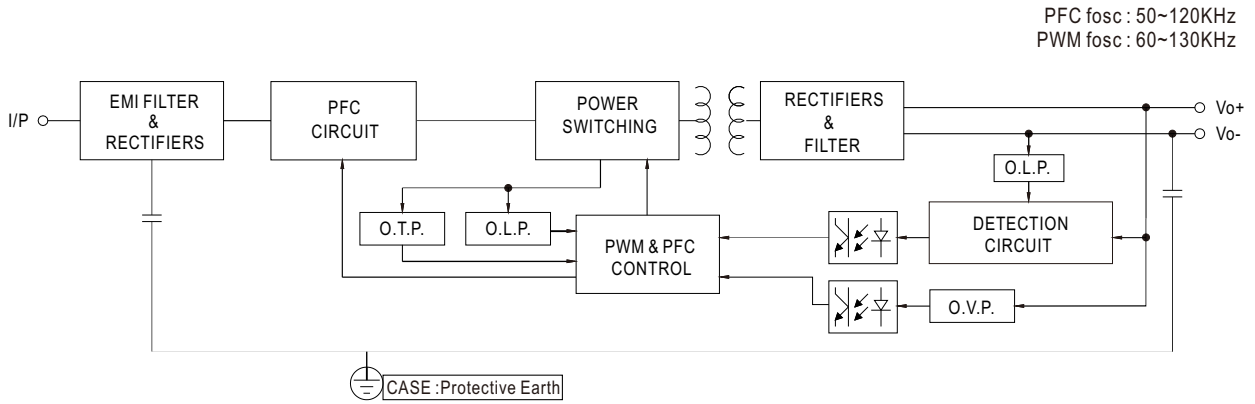 PFC fosc : 50~120KHz
PWM fosc : 60~130KHz
I/P
EMI FILTER
&
RECTIFIERS
PFC
CIRCUIT
POWER
SWITCHING
RECTIFIERS
&
FILTER
Vo+
Vo-
O.L.P.
O.T.P.
O.L.P.
PWM & PFC
CONTROL
DETECTION
CIRCUIT
O.V.P.
CASE :Protective Earth